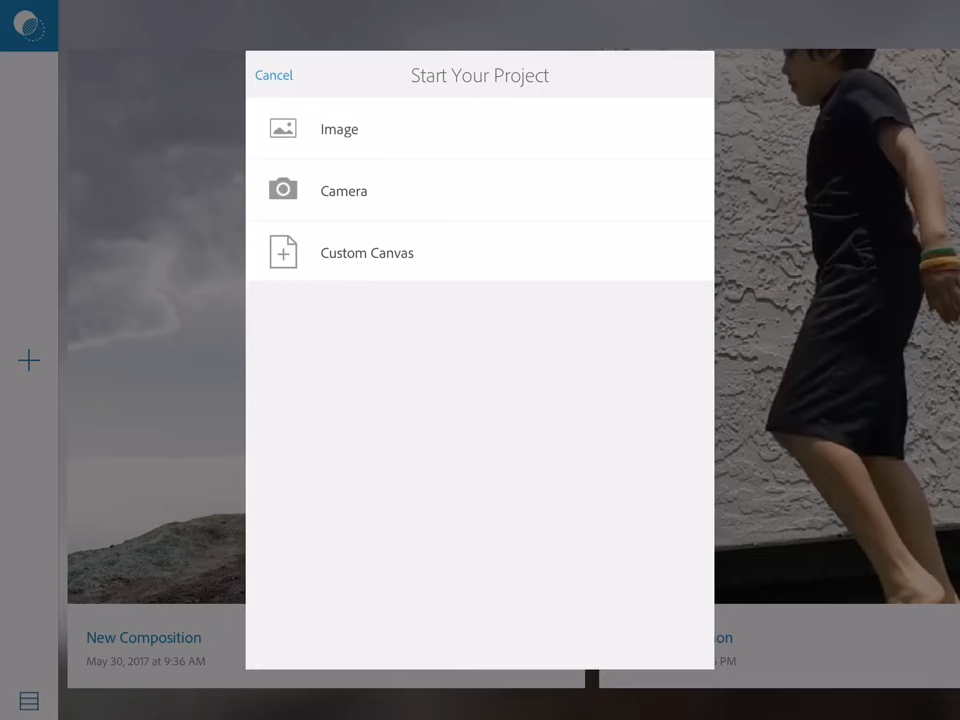 Cancel
Start Your Project
Image
Camera
Custom Canvas
New Composition
May 30, 2017 at 9:36 AM
on
PM